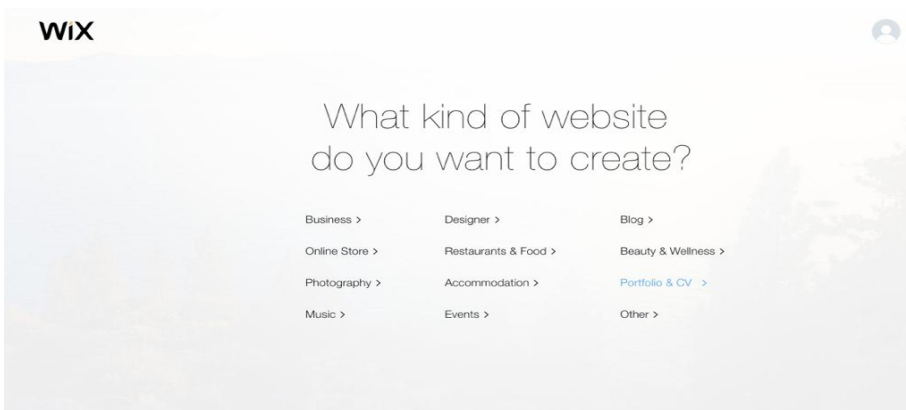 WiX
What kind of website
do you want to create?
Business >
Designer >
Blog >
Online Store >
Restaurants & Food >
Beauty & Wellness >
Photography >
Accommodation >
Portfolio & CV >
Music >
Events >
Other >